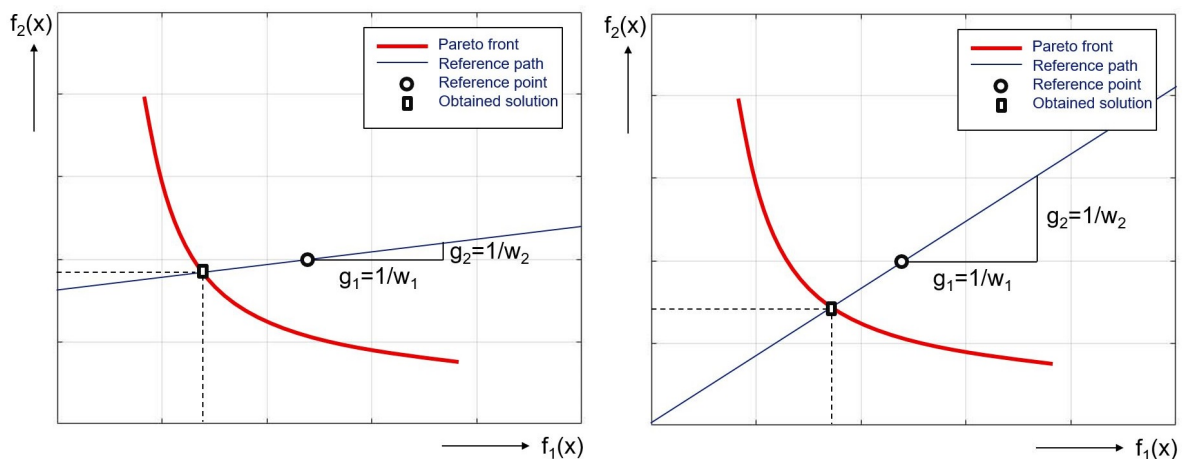 f₂(x)
Pareto front
Reference path
Reference point
Obtained solution
g₂=1/w₂
g₁=1/w₁
f₁(x)
f₂(x)
Pareto front
Reference path
Reference point
Obtained solution
g₂=1/w₂
g₁=1/w₁
f₁(x)